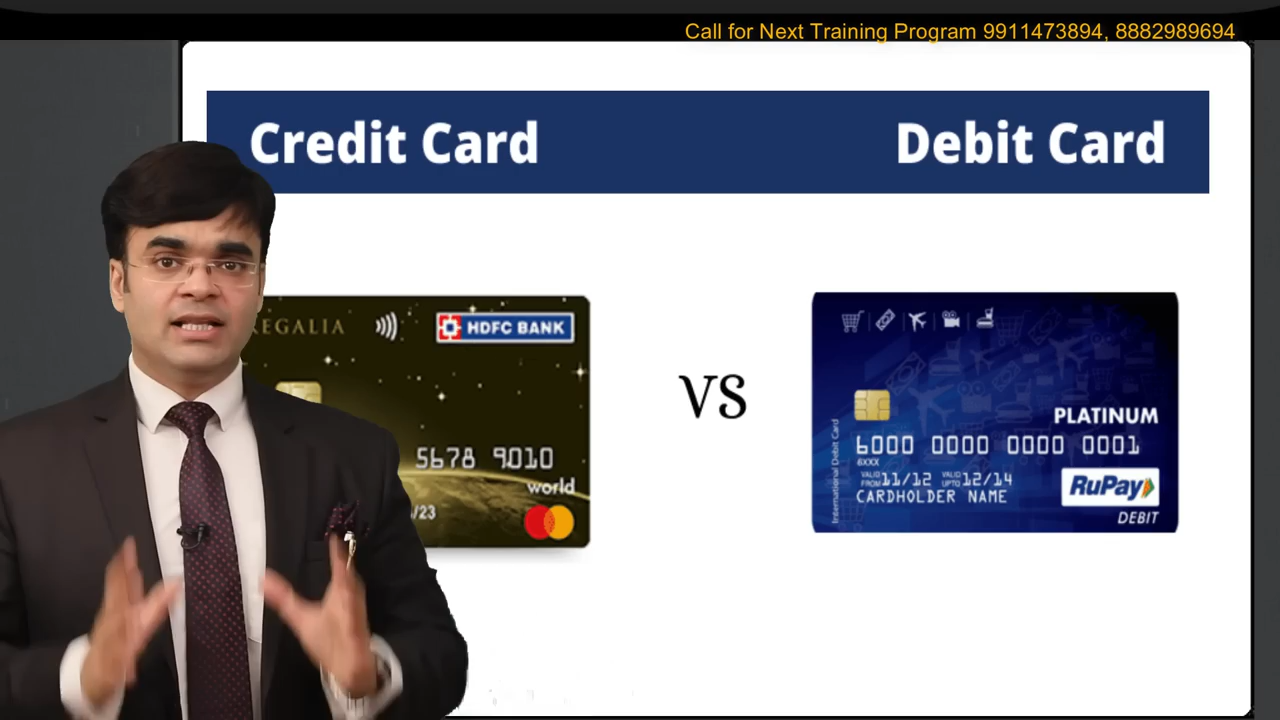 Call for Next Training Program 9911473894, 8882989694
Credit Card
Debit Card
REGALIA
HDFC BANK
5678 9010
world
/23
VS
PLATINUM
6000 0000 0000 0001
6XXX
VALID FROM 11/12 VALID UPTO 12/14
CARDHOLDER NAME
RuPay
DEBIT
International Debit Card